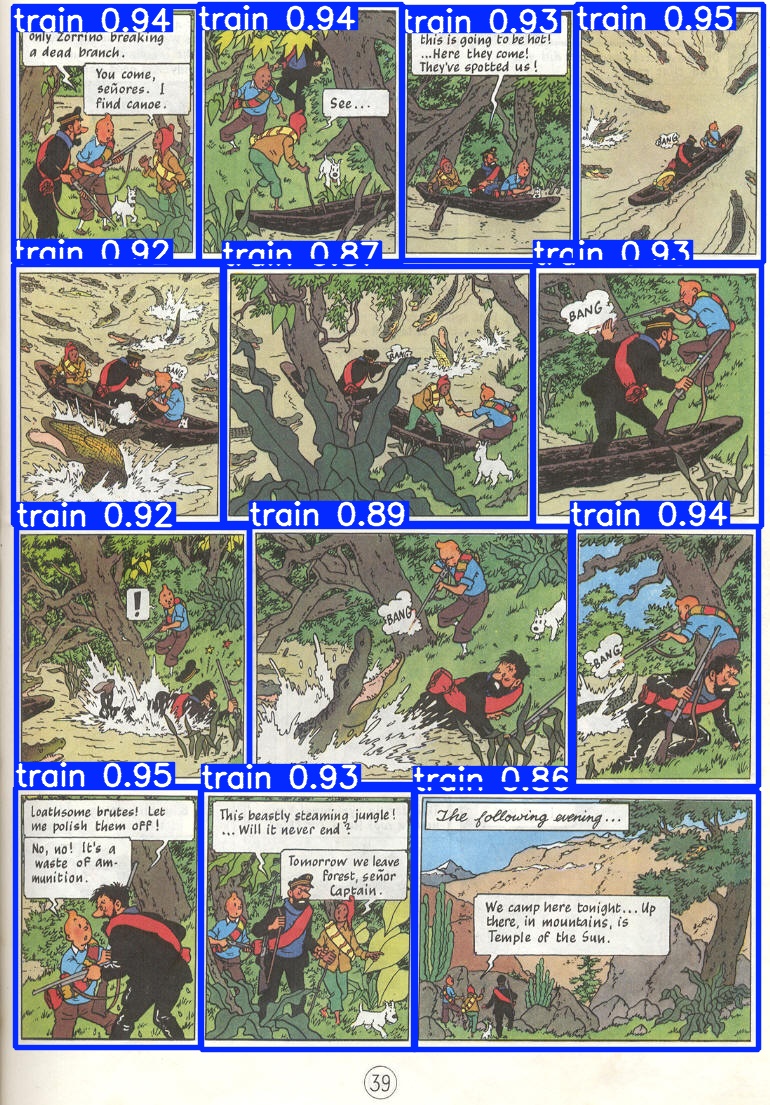 train 0.94
only Zorrino breaking
a dead branch.
You come,
señores. I
find canoe.
train 0.94
See...
train 0.93
this is going to be hot!
...Here they come!
They've spotted us!
train 0.95
BANG
train 0.92
BANG
train 0.87
BANG
train 0.93
BANG
train 0.92
!
train 0.89
BANG
train 0.94
BANG
train 0.95
Loathsome brutes! Let
me polish them off!
No, no! It's a
waste of am-
munition.
train 0.93
This beastly steaming jungle!
... Will it never end?
Tomorrow we leave
forest, señor
Captain.
train 0.86
The following evening...
We camp here tonight... Up
there, in mountains, is
Temple of the Sun.
39